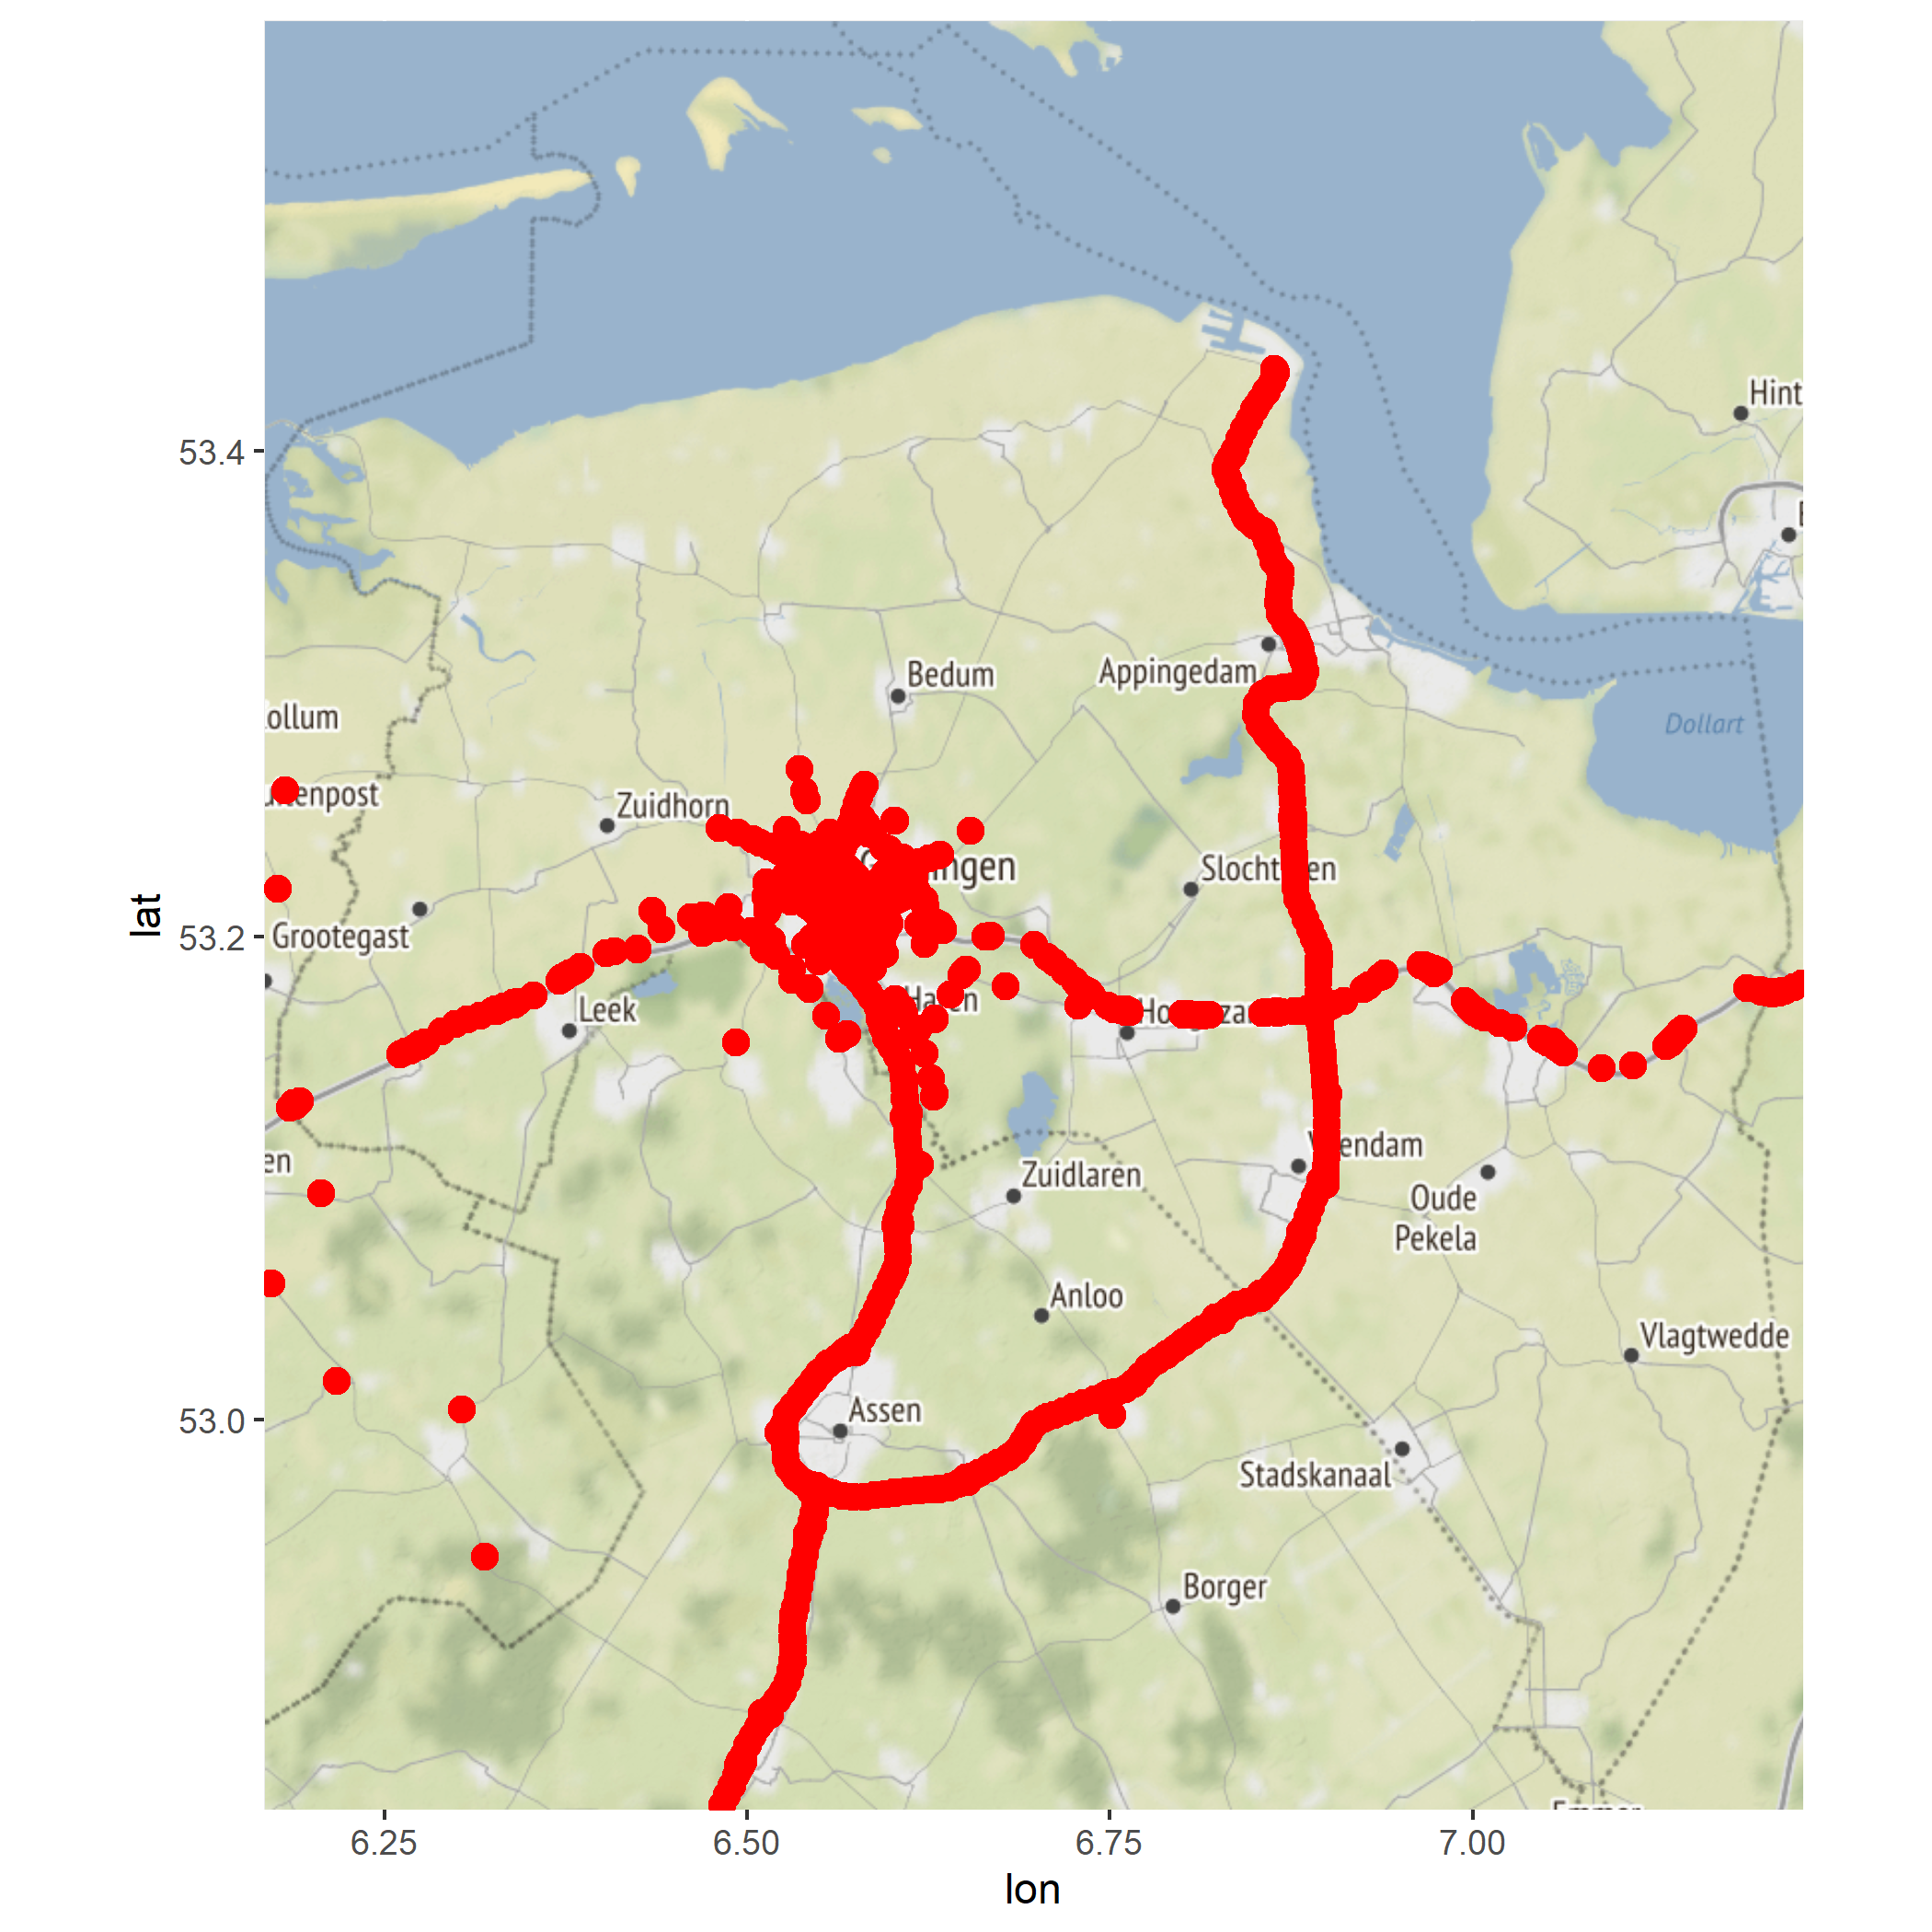 Hint
53.4
Bedum
Appingedam
ollum
Dollart
enpost
Zuidhorn
ingen
Slocht en
lat
53.2
Grootegast
Leek
Ha en
Ho za
en
Zuidlaren
V endam
Oude
Pekela
Anloo
Vlagtwedde
53.0
Assen
Stadskanaal
Borger
6.25
6.50
6.75
7.00
lon